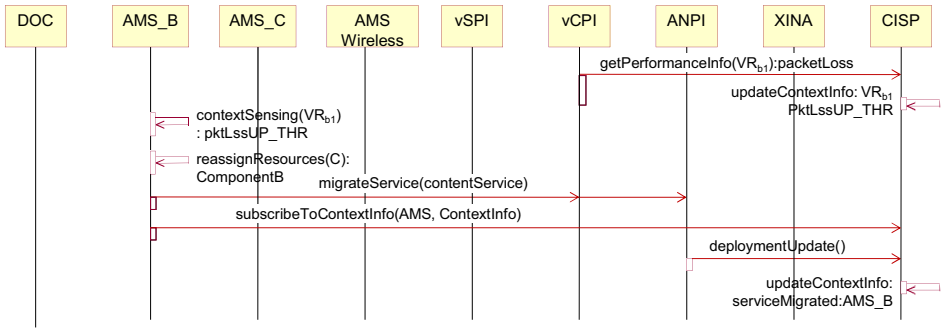 DOC
AMS_B
AMS_C
AMS
Wireless
vSPI
vCPI
ANPI
XINA
CISP
getPerformanceInfo(VRb1):packetLoss
updateContextInfo: VRb1
PktLssUP_THR
contextSensing(VRb1)
: pktLssUP_THR
reassignResources(C):
ComponentB
migrateService(contentService)
subscribeToContextInfo(AMS, ContextInfo)
deploymentUpdate()
updateContextInfo:
serviceMigrated:AMS_B